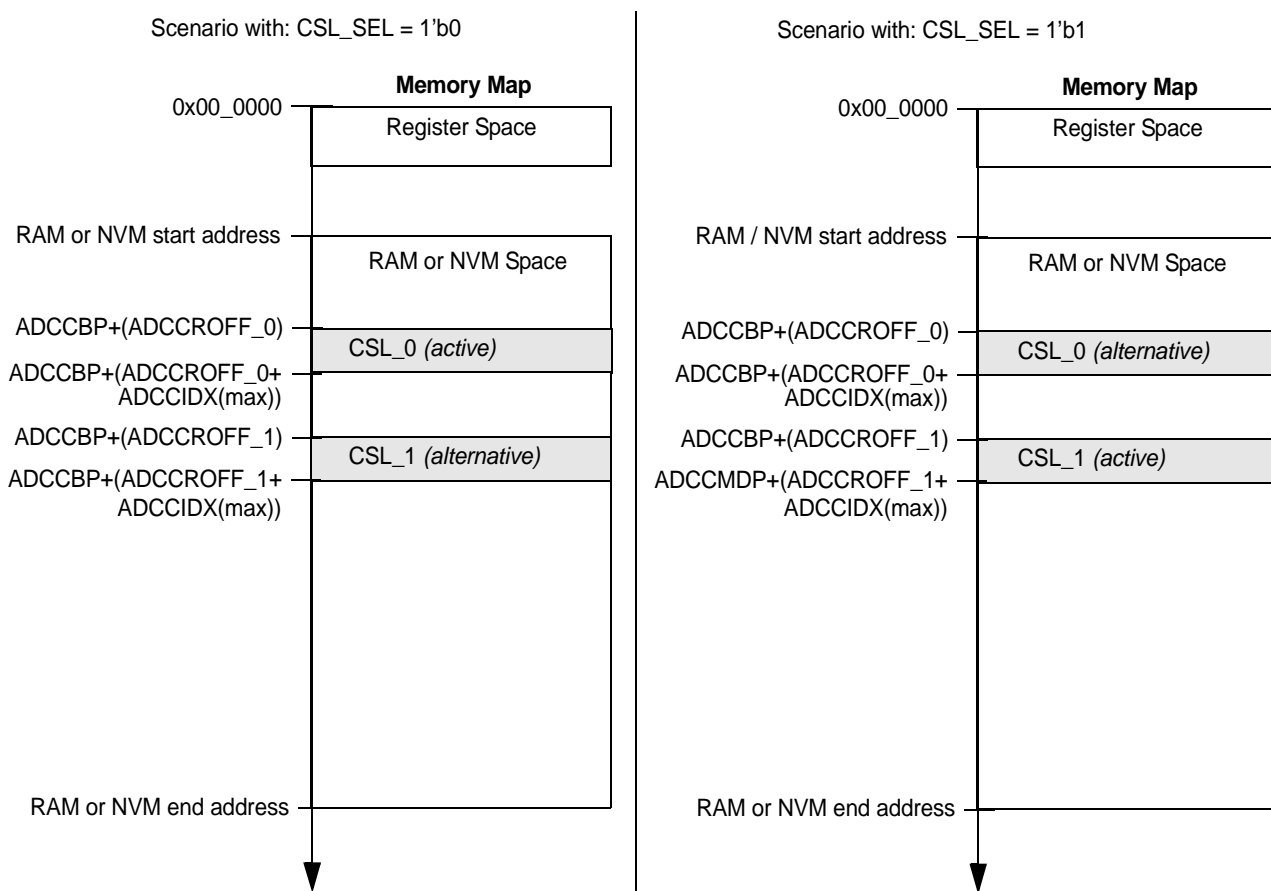 Scenario with: CSL_SEL = 1'b0
Memory Map
0x00_0000
Register Space
RAM or NVM start address
RAM or NVM Space
ADCCBP+(ADCCROFF_0)
CSL_0 (active)
ADCCBP+(ADCCROFF_0+
ADCCIDX(max))
ADCCBP+(ADCCROFF_1)
CSL_1 (alternative)
ADCCBP+(ADCCROFF_1+
ADCCIDX(max))
RAM or NVM end address
Scenario with: CSL_SEL = 1'b1
Memory Map
0x00_0000
Register Space
RAM / NVM start address
RAM or NVM Space
ADCCBP+(ADCCROFF_0)
CSL_0 (alternative)
ADCCBP+(ADCCROFF_0+
ADCCIDX(max))
ADCCBP+(ADCCROFF_1)
CSL_1 (active)
ADCCMDP+(ADCCROFF_1+
ADCCIDX(max))
RAM or NVM end address